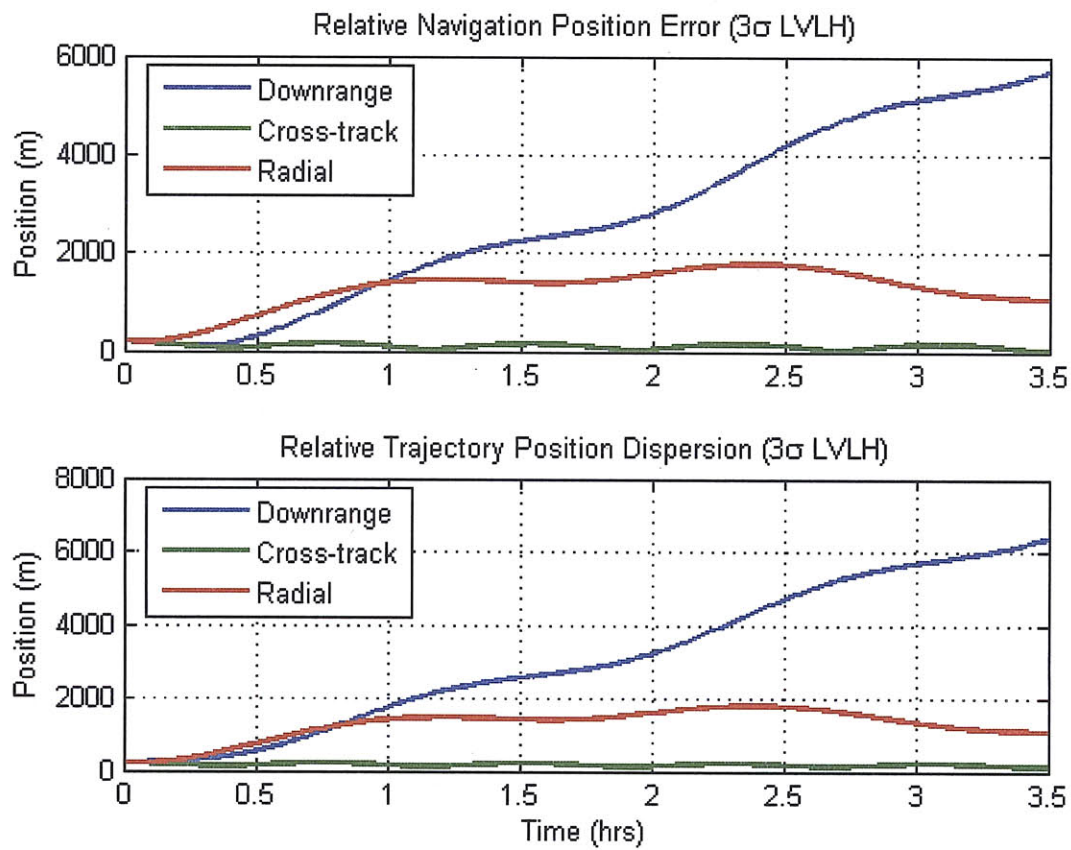 Relative Navigation Position Error (3σ LVLH)
6000
4000
2000
0
Position (m)
Downrange
Cross-track
Radial
0 0.5 1 1.5 2 2.5 3 3.5
Relative Trajectory Position Dispersion (3σ LVLH)
8000
6000
4000
2000
0
Position (m)
Downrange
Cross-track
Radial
0 0.5 1 1.5 2 2.5 3 3.5
Time (hrs)